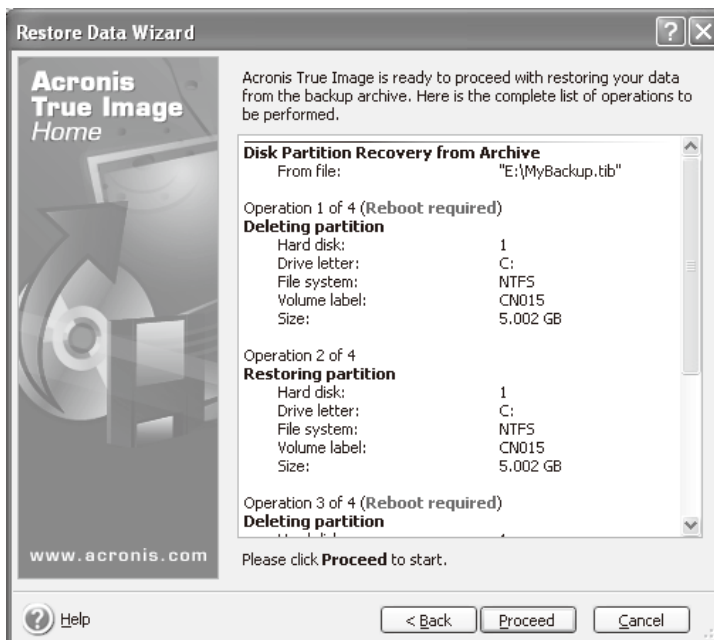 Restore Data Wizard
Acronis
True Image
Home
Acronis True Image is ready to proceed with restoring your data
from the backup archive. Here is the complete list of operations to
be performed.
Disk Partition Recovery from Archive
From file: "E:\MyBackup.tib"
Operation 1 of 4 (Reboot required)
Deleting partition
Hard disk: 1
Drive letter: C:
File system: NTFS
Volume label: CN015
Size: 5.002 GB
Operation 2 of 4
Restoring partition
Hard disk: 1
Drive letter: C:
File system: NTFS
Volume label: CN015
Size: 5.002 GB
Operation 3 of 4 (Reboot required)
Deleting partition
www.acronis.com
Please click Proceed to start.
Help
< Back
Proceed
Cancel